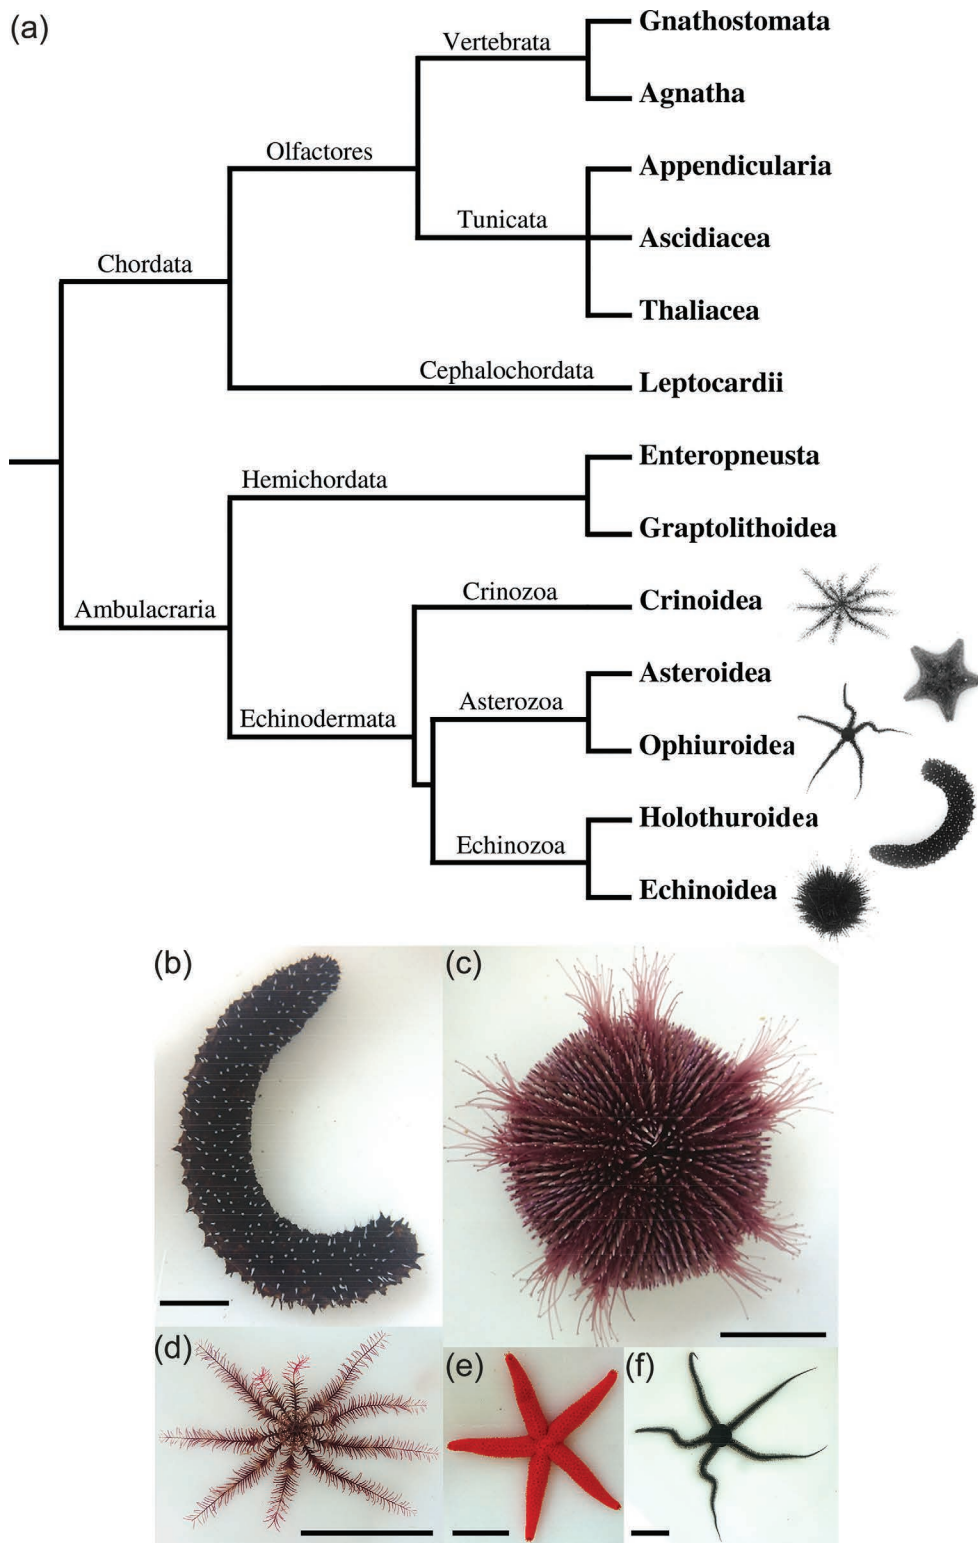 (a)
Gnathostomata
Vertebrata
Agnatha
Olfactores
Appendicularia
Tunicata
Ascidiacea
Chordata
Thaliacea
Cephalochordata
Leptocardii
Enteropneusta
Hemichordata
Graptolithoidea
Crinozoa
Crinoidea
Ambulacraria
Asteroidea
Asterozoa
Echinodermata
Ophiuroidea
Holothuroidea
Echinozoa
Echinoidea
(b)
(c)
(d)
(e)
(f)